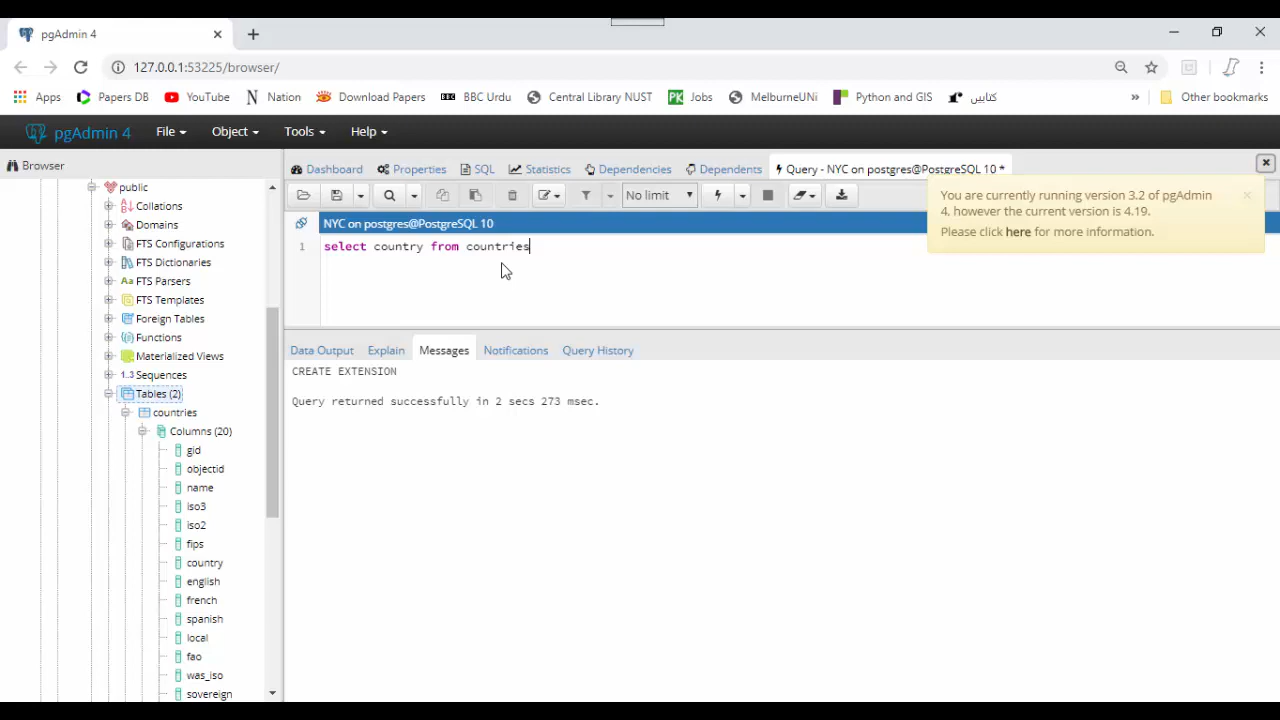 pgAdmin 4
127.0.0.1:53225/browser/
Apps Papers DB YouTube Nation Download Papers BBC Urdu Central Library NUST Jobs MelburneUNi Python and GIS کتابیں » Other bookmarks
pgAdmin 4 File Object Tools Help
Browser
Dashboard Properties SQL Statistics Dependencies Dependents Query - NYC on postgres@PostgreSQL 10 *
No limit
You are currently running version 3.2 of pgAdmin
4, however the current version is 4.19.
Please click here for more information.
NYC on postgres@PostgreSQL 10
1 select country from countries
Data Output Explain Messages Notifications Query History
CREATE EXTENSION
Query returned successfully in 2 secs 273 msec.
public
Collations
Domains
FTS Configurations
FTS Dictionaries
Aa FTS Parsers
FTS Templates
Foreign Tables
Functions
Materialized Views
1..3 Sequences
Tables (2)
countries
Columns (20)
gid
objectid
name
iso3
iso2
fips
country
english
french
spanish
local
fao
was_iso
sovereign